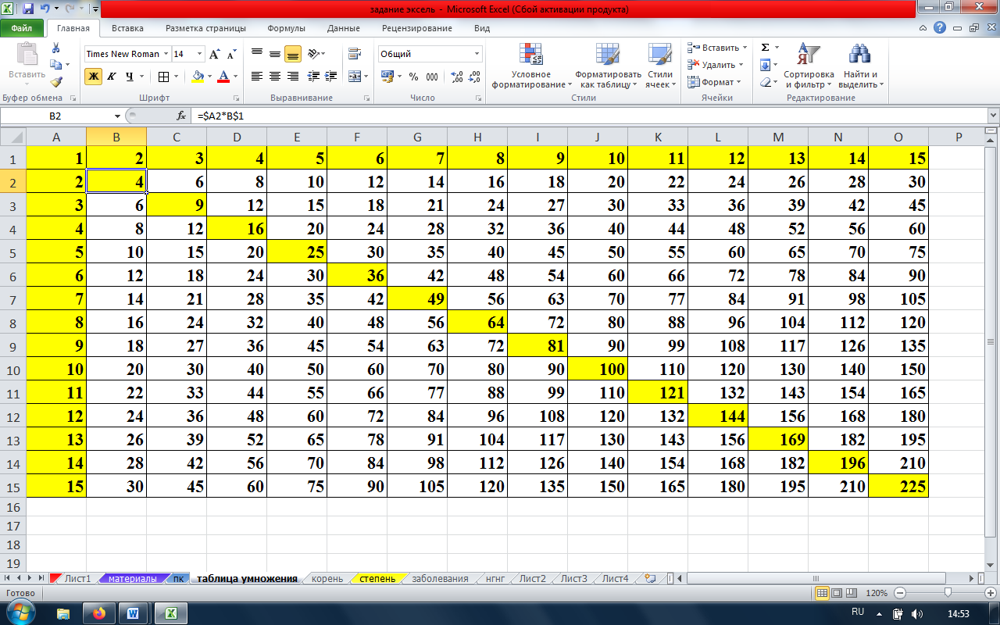 задание эксель - Microsoft Excel (Сбой активации продукта)
Файл Главная Вставка Разметка страницы Формулы Данные Рецензирование Вид
Times New Roman 14 Общий Вставить Σ
Вставить Ж К Ч А % 000 Условное форматирование Форматировать как таблицу Стили ячеек Удалить Формат Сортировка и фильтр Найти и выделить
Буфер обмена Шрифт Выравнивание Число Стили Ячейки Редактирование
B2 fx =$A2*B$1
A B C D E F G H I J K L M N O P
1 1 2 3 4 5 6 7 8 9 10 11 12 13 14 15
2 2 4 6 8 10 12 14 16 18 20 22 24 26 28 30
3 3 6 9 12 15 18 21 24 27 30 33 36 39 42 45
4 4 8 12 16 20 24 28 32 36 40 44 48 52 56 60
5 5 10 15 20 25 30 35 40 45 50 55 60 65 70 75
6 6 12 18 24 30 36 42 48 54 60 66 72 78 84 90
7 7 14 21 28 35 42 49 56 63 70 77 84 91 98 105
8 8 16 24 32 40 48 56 64 72 80 88 96 104 112 120
9 9 18 27 36 45 54 63 72 81 90 99 108 117 126 135
10 10 20 30 40 50 60 70 80 90 100 110 120 130 140 150
11 11 22 33 44 55 66 77 88 99 110 121 132 143 154 165
12 12 24 36 48 60 72 84 96 108 120 132 144 156 168 180
13 13 26 39 52 65 78 91 104 117 130 143 156 169 182 195
14 14 28 42 56 70 84 98 112 126 140 154 168 182 196 210
15 15 30 45 60 75 90 105 120 135 150 165 180 195 210 225
16
17
18
19
Лист1 материалы пк таблица умножения корень степень заболевания нгнг Лист2 Лист3 Лист4
Готово 120%
RU 14:53